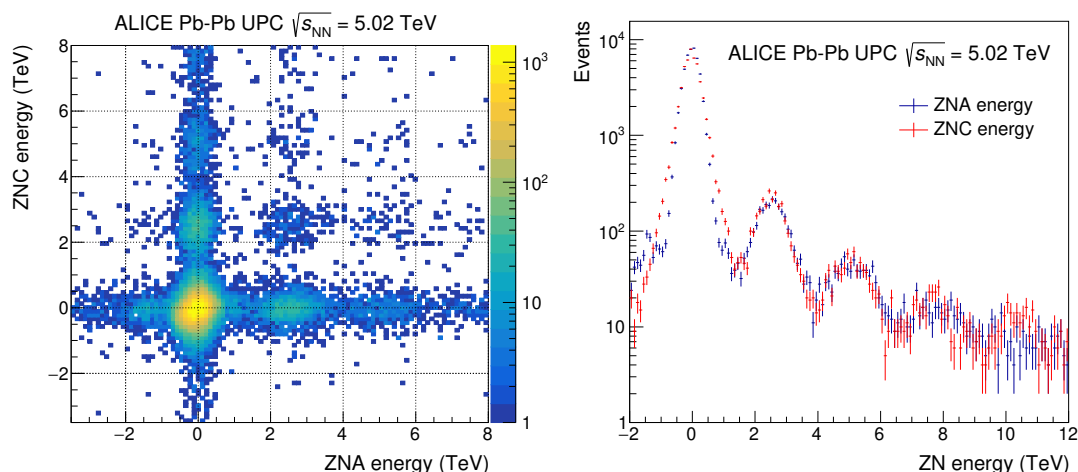 ALICE Pb-Pb UPC √sNN = 5.02 TeV
ZNC energy (TeV)
8
6
4
2
0
−2
−2 0 2 4 6 8
ZNA energy (TeV)
10³
10²
10
1
Events
10⁴
10³
10²
10
1
ALICE Pb-Pb UPC √sNN = 5.02 TeV
ZNA energy
ZNC energy
−2 0 2 4 6 8 10 12
ZN energy (TeV)